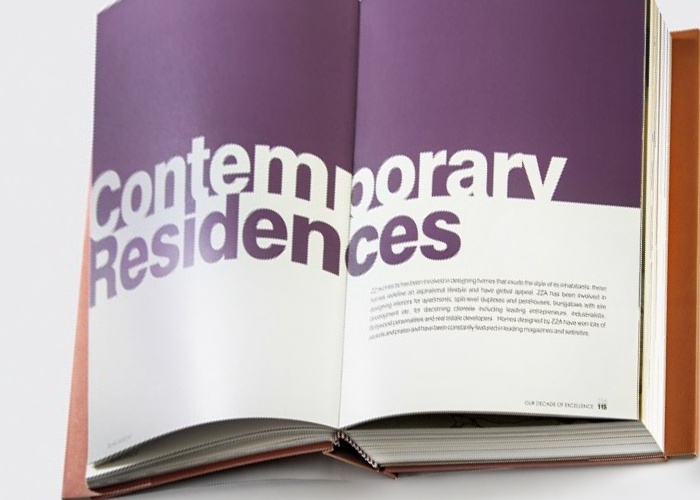 Contemporary
Residences
ZZA architects has been involved in designing homes that exude the style of its inhabitants. These
homes redefine an aspirational lifestyle and have global appeal. ZZA has been involved in
designing interiors for apartments, split-level duplexes and penthouses, bungalows with site
development etc. for discerning clientele including leading entrepreneurs, industrialists,
Bollywood personalities and real estate developers. Homes designed by ZZA have won lots of
awards and praise and have been constantly featured in leading magazines and websites.
OUR DECADE OF EXCELLENCE 115